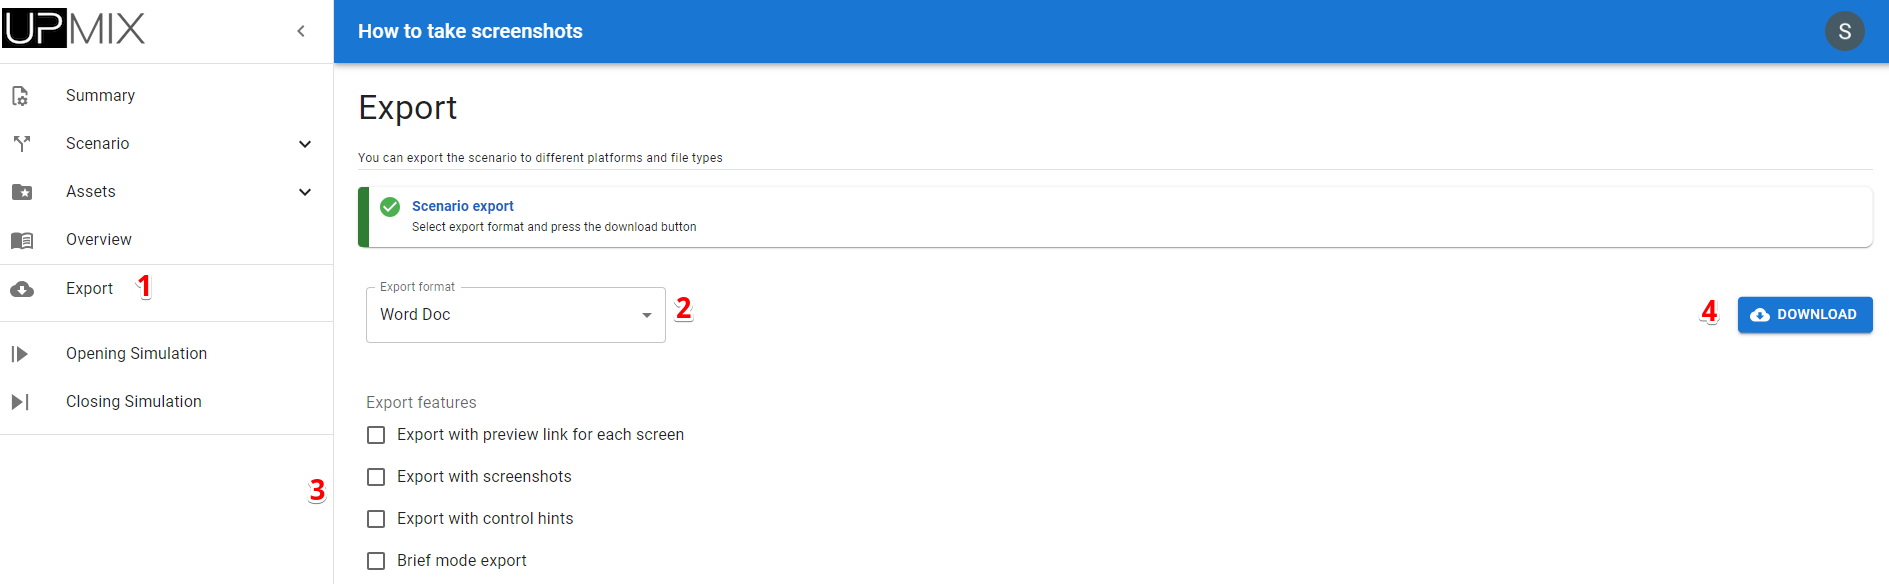 UPMIX
How to take screenshots
S
Summary
Scenario
Assets
Overview
Export 1
Opening Simulation
Closing Simulation
3
Export
You can export the scenario to different platforms and file types
Scenario export
Select export format and press the download button
Export format
Word Doc 2
4 DOWNLOAD
Export features
Export with preview link for each screen
Export with screenshots
Export with control hints
Brief mode export